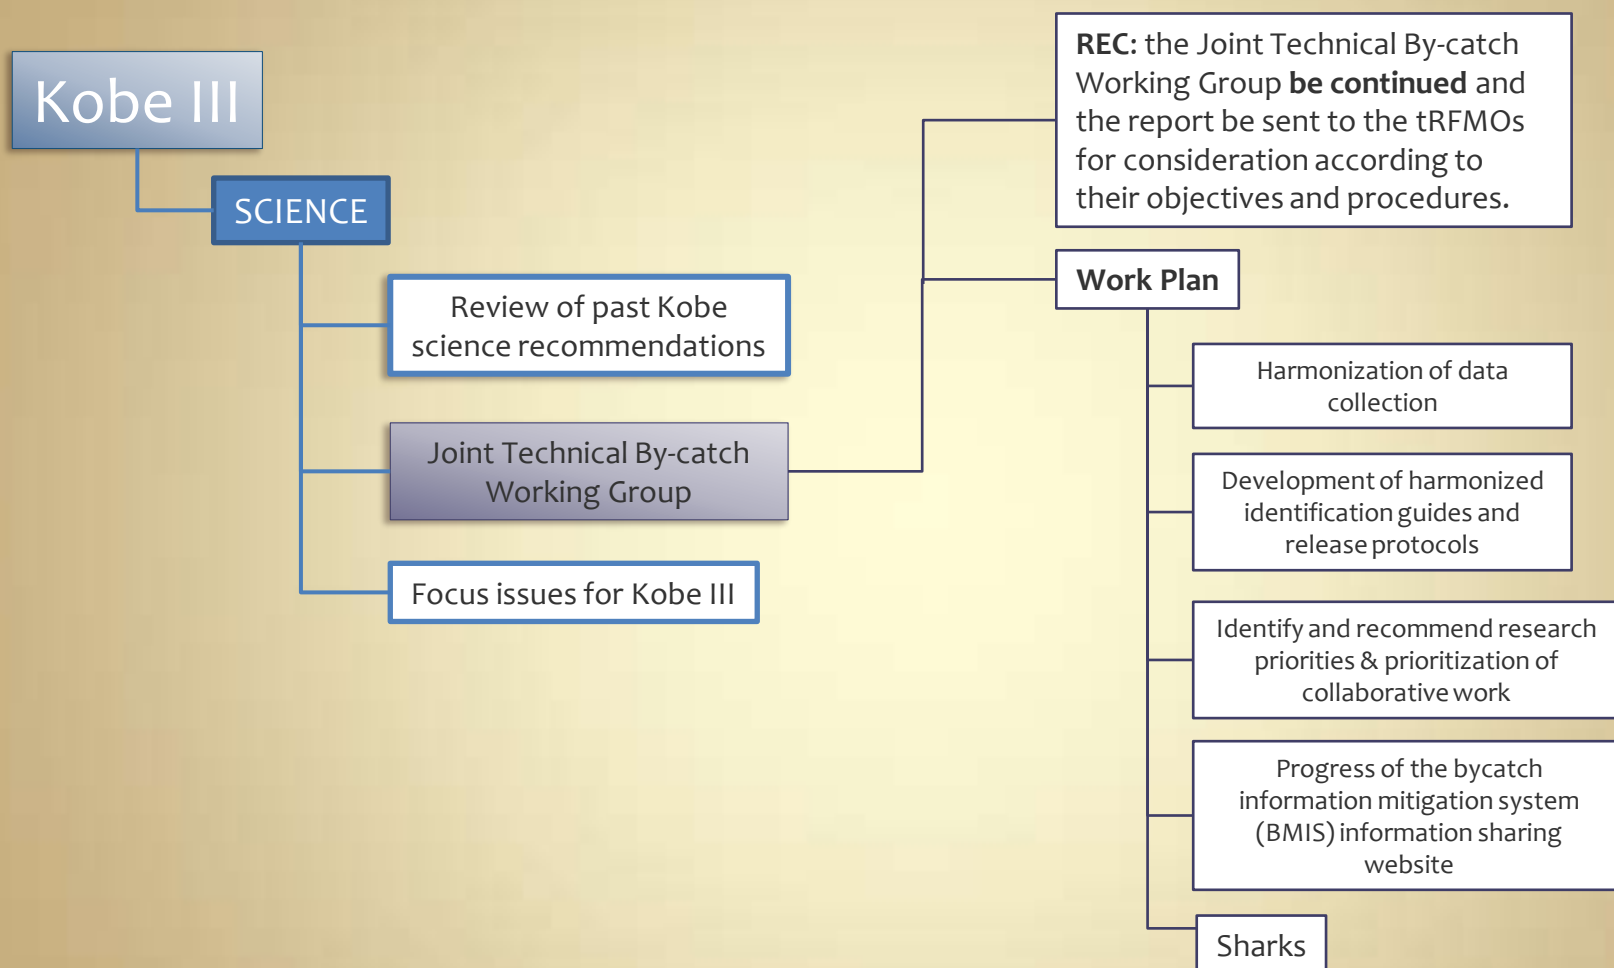 Kobe III
SCIENCE
Review of past Kobe
science recommendations
Joint Technical By-catch
Working Group
Focus issues for Kobe III
REC: the Joint Technical By-catch
Working Group be continued and
the report be sent to the tRFMOs
for consideration according to
their objectives and procedures.
Work Plan
Harmonization of data
collection
Development of harmonized
identification guides and
release protocols
Identify and recommend research
priorities & prioritization of
collaborative work
Progress of the bycatch
information mitigation system
(BMIS) information sharing
website
Sharks